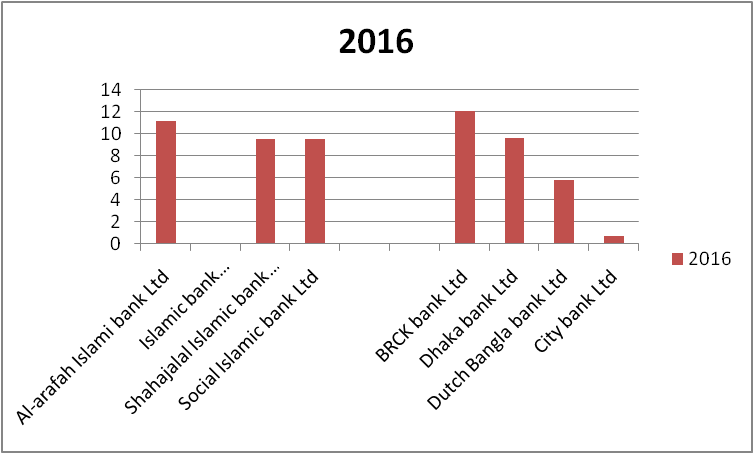 2016
14
12
10
8
6
4
2
0
Al-arafah Islami bank Ltd
Islamic bank...
Shahajalal Islamic bank...
Social Islamic bank Ltd
BRCK bank Ltd
Dhaka bank Ltd
Dutch Bangla bank Ltd
City bank Ltd
2016